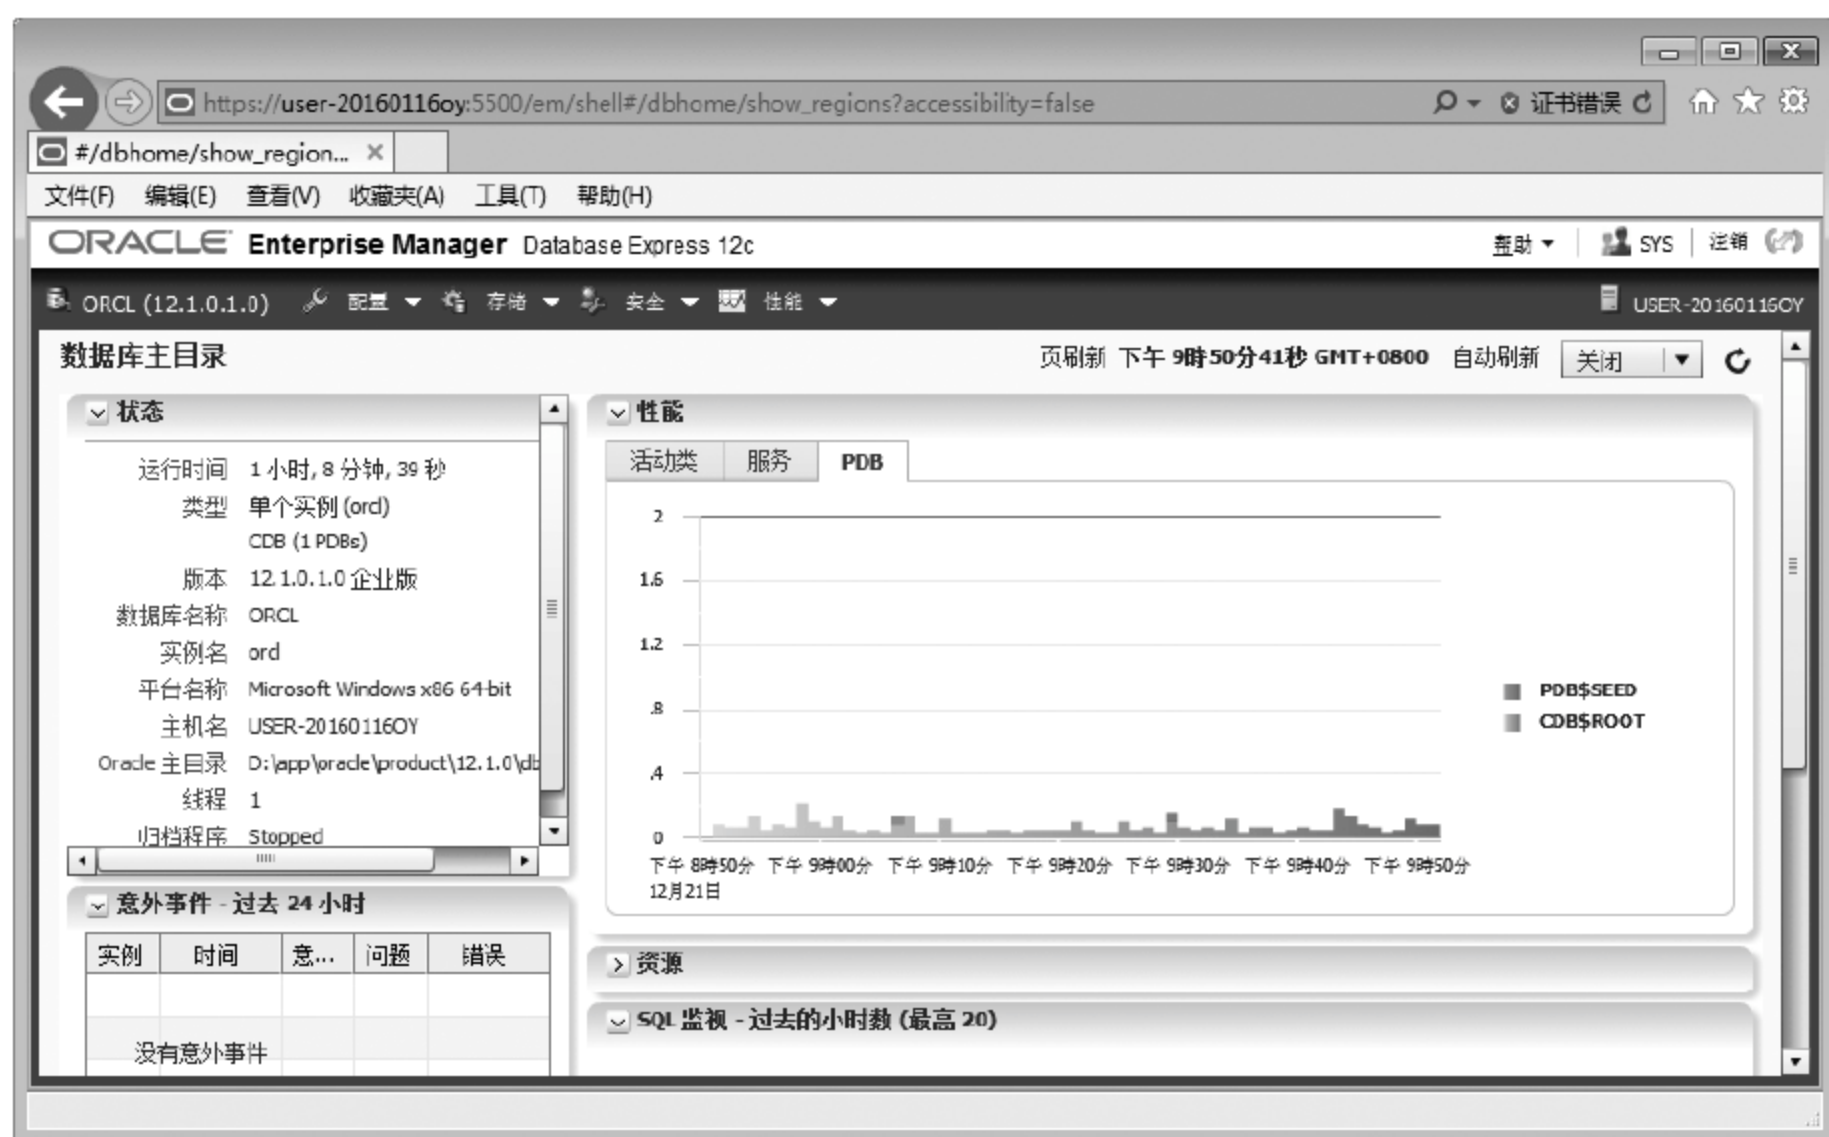 https://user-20160116oy:5500/em/shell#/dbhome/show_regions?accessibility=false
证书错误
#/dbhome/show_region...
文件(F) 编辑(E) 查看(V) 收藏夹(A) 工具(T) 帮助(H)
ORACLE Enterprise Manager Database Express 12c
帮助 SYS 注销
ORCL (12.1.0.1.0) 配置 存储 安全 性能
USER-20160116OY
数据库主目录
页刷新 下午 9時50分41秒 GMT+0800 自动刷新 关闭
状态
运行时间 1 小时, 8 分钟, 39 秒
类型 单个实例 (orcl)
CDB (1 PDBs)
版本 12.1.0.1.0 企业版
数据库名称 ORCL
实例名 orcl
平台名称 Microsoft Windows x86 64-bit
主机名 USER-20160116OY
Oracle 主目录 D:\app\oracle\product\12.1.0\db
线程 1
归档程序 Stopped
意外事件 - 过去 24 小时
实例 时间 意... 问题 错误
没有意外事件
性能
活动类 服务 PDB
2
1.6
1.2
.8
.4
0
下午 8時50分 下午 9時00分 下午 9時10分 下午 9時20分 下午 9時30分 下午 9時40分 下午 9時50分
12月21日
PDB$SEED
CDB$ROOT
资源
SQL 监视 - 过去的小时数 (最高 20)